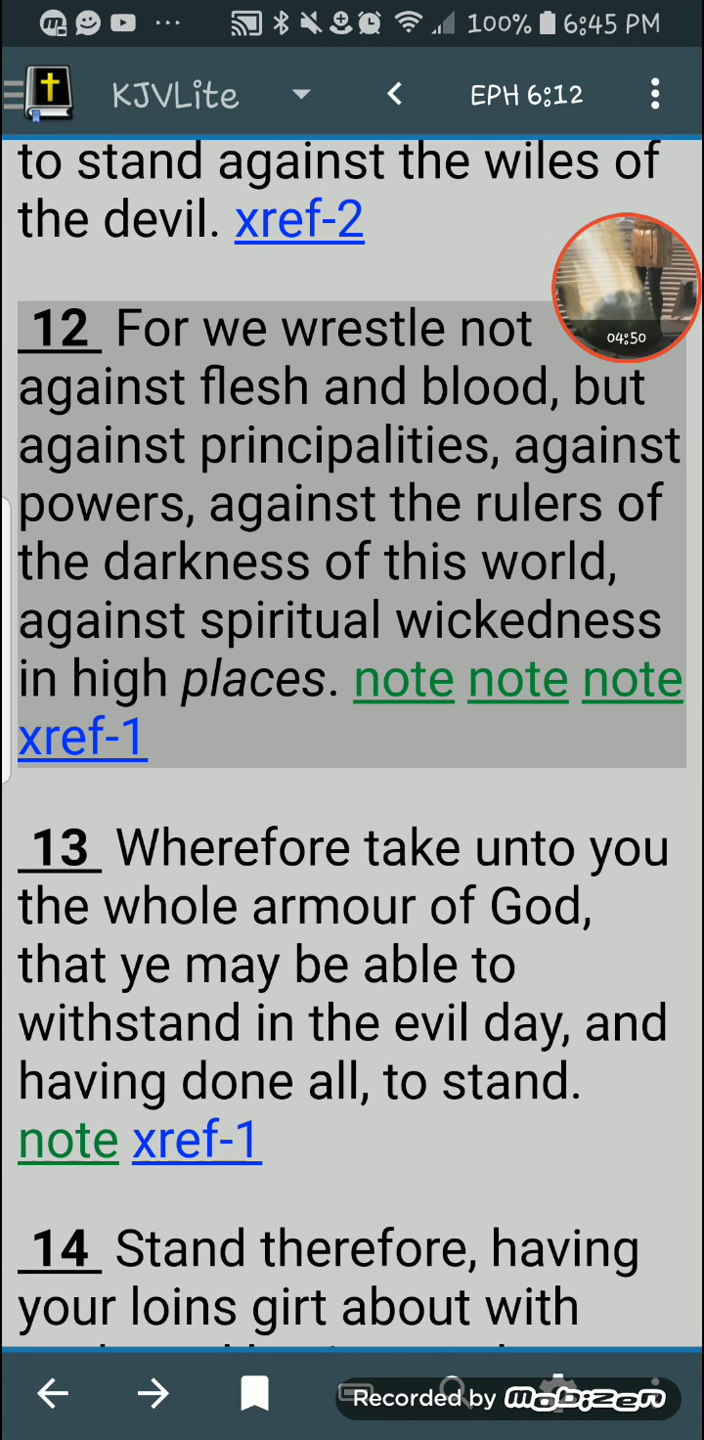 ... 100% 6:45 PM
KJVLite EPH 6:12
to stand against the wiles of
the devil. xref-2
12 For we wrestle not
04:50
against flesh and blood, but
against principalities, against
powers, against the rulers of
the darkness of this world,
against spiritual wickedness
in high places. note note note
xref-1
13 Wherefore take unto you
the whole armour of God,
that ye may be able to
withstand in the evil day, and
having done all, to stand.
note xref-1
14 Stand therefore, having
your loins girt about with
Recorded by mobizen